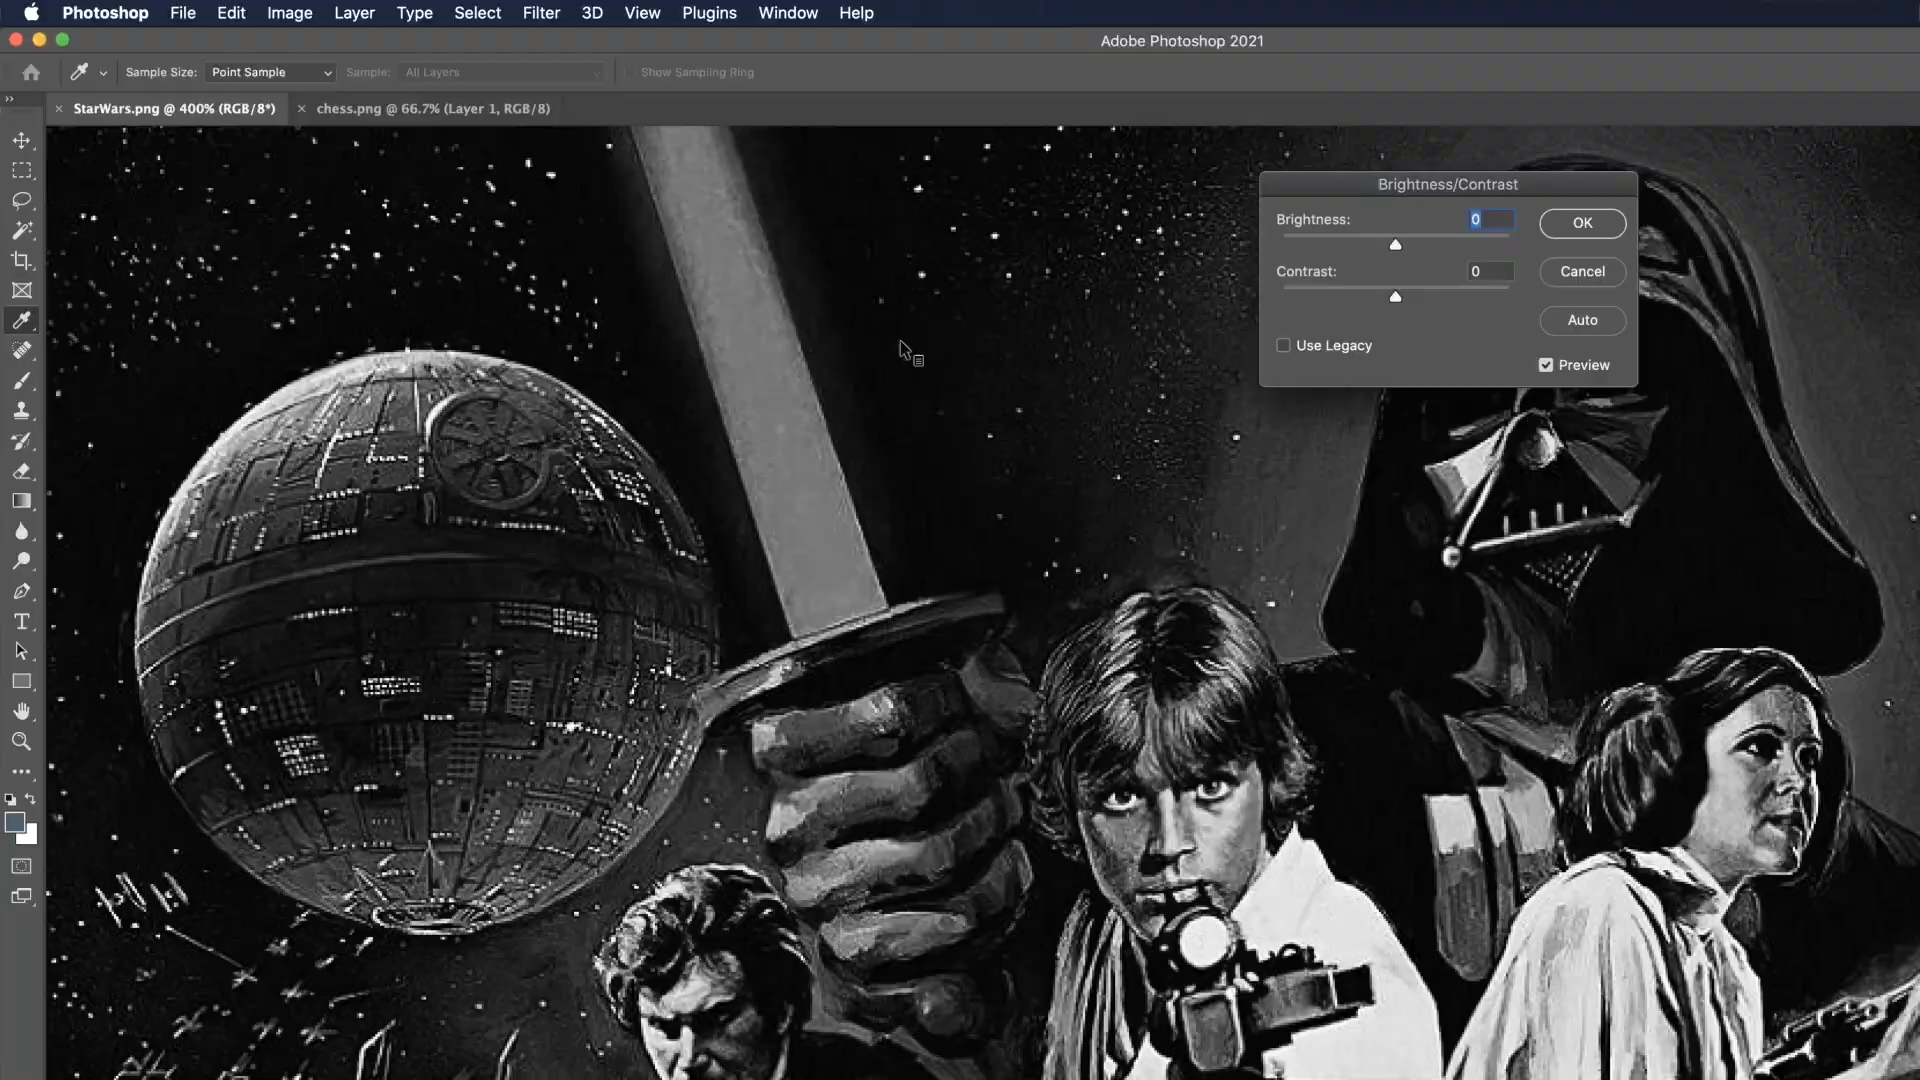 Photoshop File Edit Image Layer Type Select Filter 3D View Plugins Window Help
Adobe Photoshop 2021
Sample Size: Point Sample Sample: All Layers Show Sampling Ring
StarWars.png @ 400% (RGB/8*) chess.png @ 66.7% (Layer 1, RGB/8)
Brightness/Contrast
Brightness: 0 OK
Contrast: 0 Cancel
Auto
Use Legacy
Preview